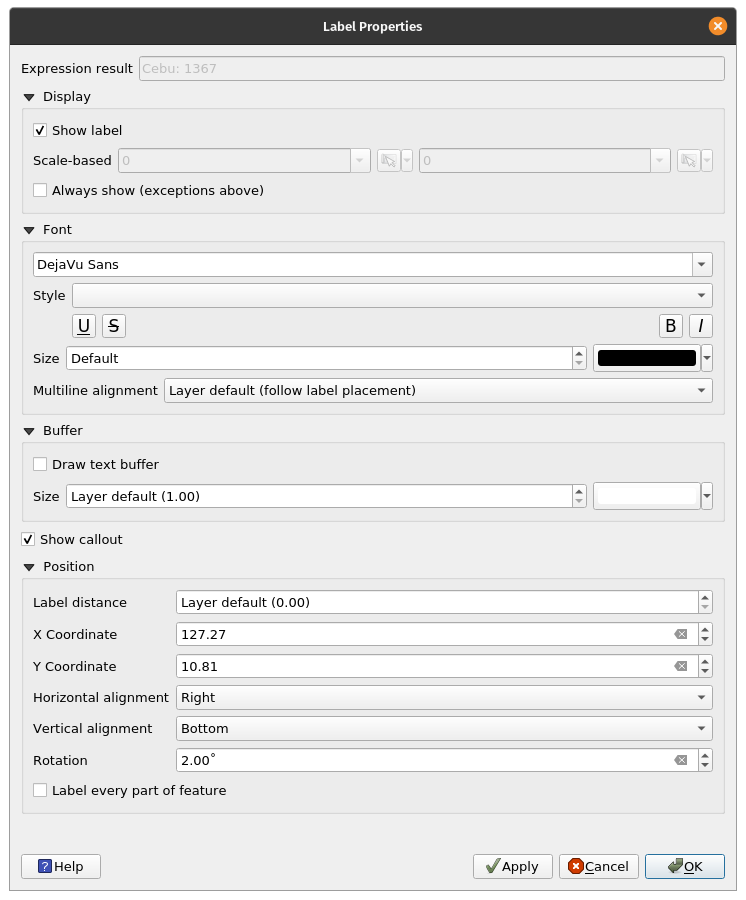 Label Properties
Expression result Cebu: 1367
Display
Show label
Scale-based 0 0
Always show (exceptions above)
Font
DejaVu Sans
Style
U S B I
Size Default
Multiline alignment Layer default (follow label placement)
Buffer
Draw text buffer
Size Layer default (1.00)
Show callout
Position
Label distance Layer default (0.00)
X Coordinate 127.27
Y Coordinate 10.81
Horizontal alignment Right
Vertical alignment Bottom
Rotation 2.00˚
Label every part of feature
? Help Apply Cancel OK